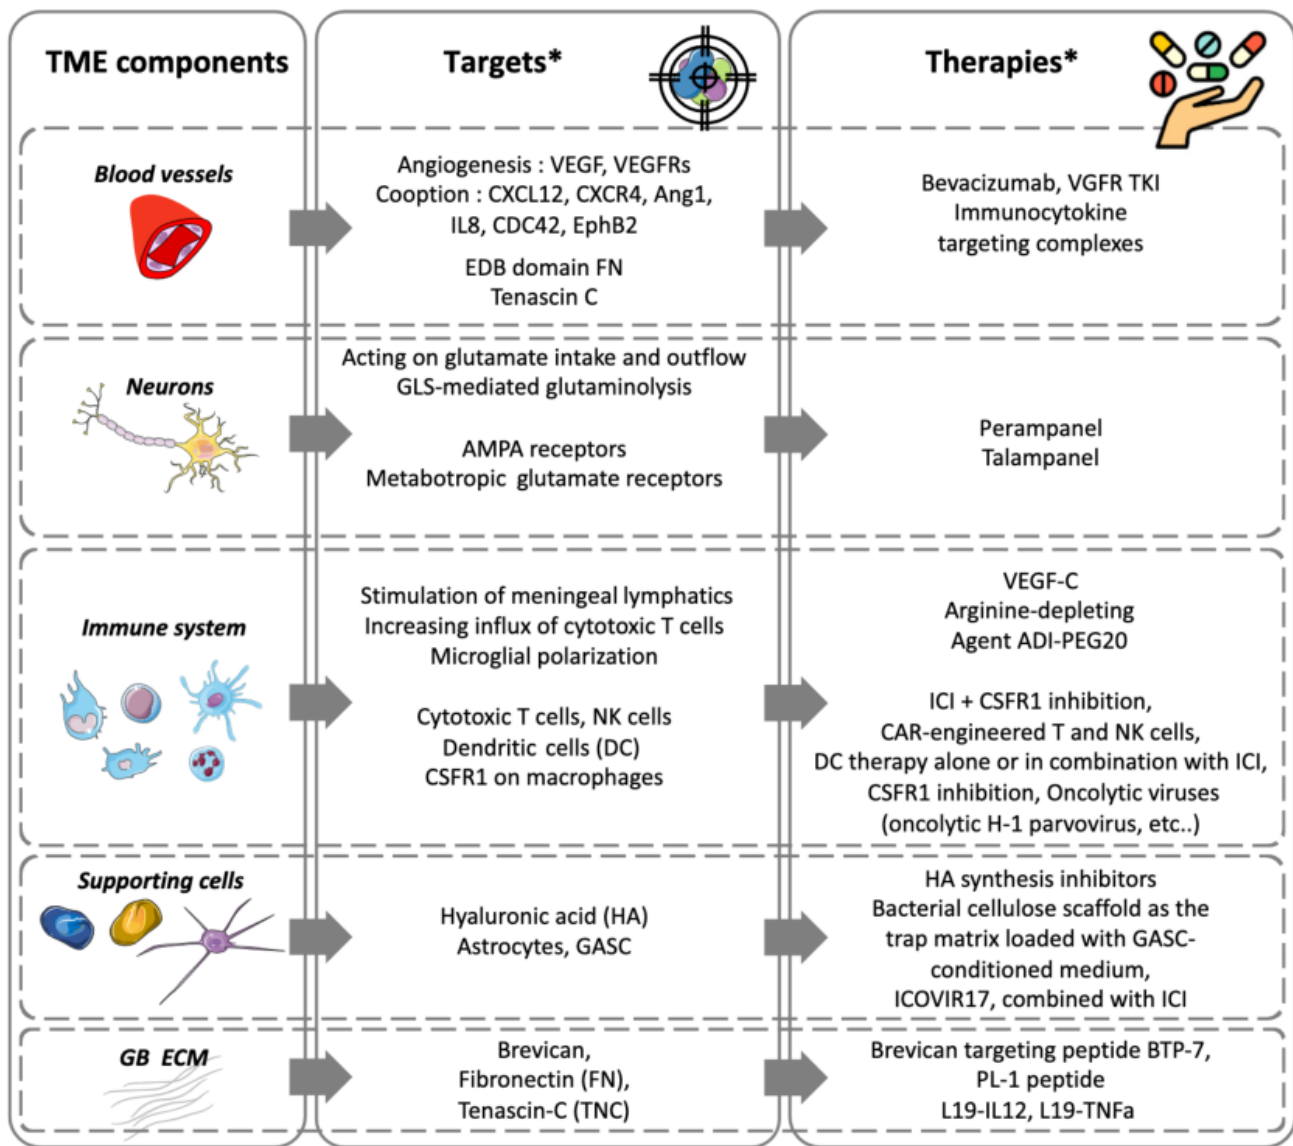 TME components
Targets*
Therapies*
Blood vessels
Angiogenesis : VEGF, VEGFRs
Cooption : CXCL12, CXCR4, Ang1,
IL8, CDC42, EphB2
EDB domain FN
Tenascin C
Bevacizumab, VGFR TKI
Immunocytokine
targeting complexes
Neurons
Acting on glutamate intake and outflow
GLS-mediated glutaminolysis
AMPA receptors
Metabotropic glutamate receptors
Perampanel
Talampanel
Immune system
Stimulation of meningeal lymphatics
Increasing influx of cytotoxic T cells
Microglial polarization
Cytotoxic T cells, NK cells
Dendritic cells (DC)
CSFR1 on macrophages
VEGF-C
Arginine-depleting
Agent ADI-PEG20
ICI + CSFR1 inhibition,
CAR-engineered T and NK cells,
DC therapy alone or in combination with ICI,
CSFR1 inhibition, Oncolytic viruses
(oncolytic H-1 parvovirus, etc..)
Supporting cells
Hyaluronic acid (HA)
Astrocytes, GASC
HA synthesis inhibitors
Bacterial cellulose scaffold as the
trap matrix loaded with GASC-
conditioned medium,
ICOVIR17, combined with ICI
GB ECM
Brevican,
Fibronectin (FN),
Tenascin-C (TNC)
Brevican targeting peptide BTP-7,
PL-1 peptide
L19-IL12, L19-TNFa